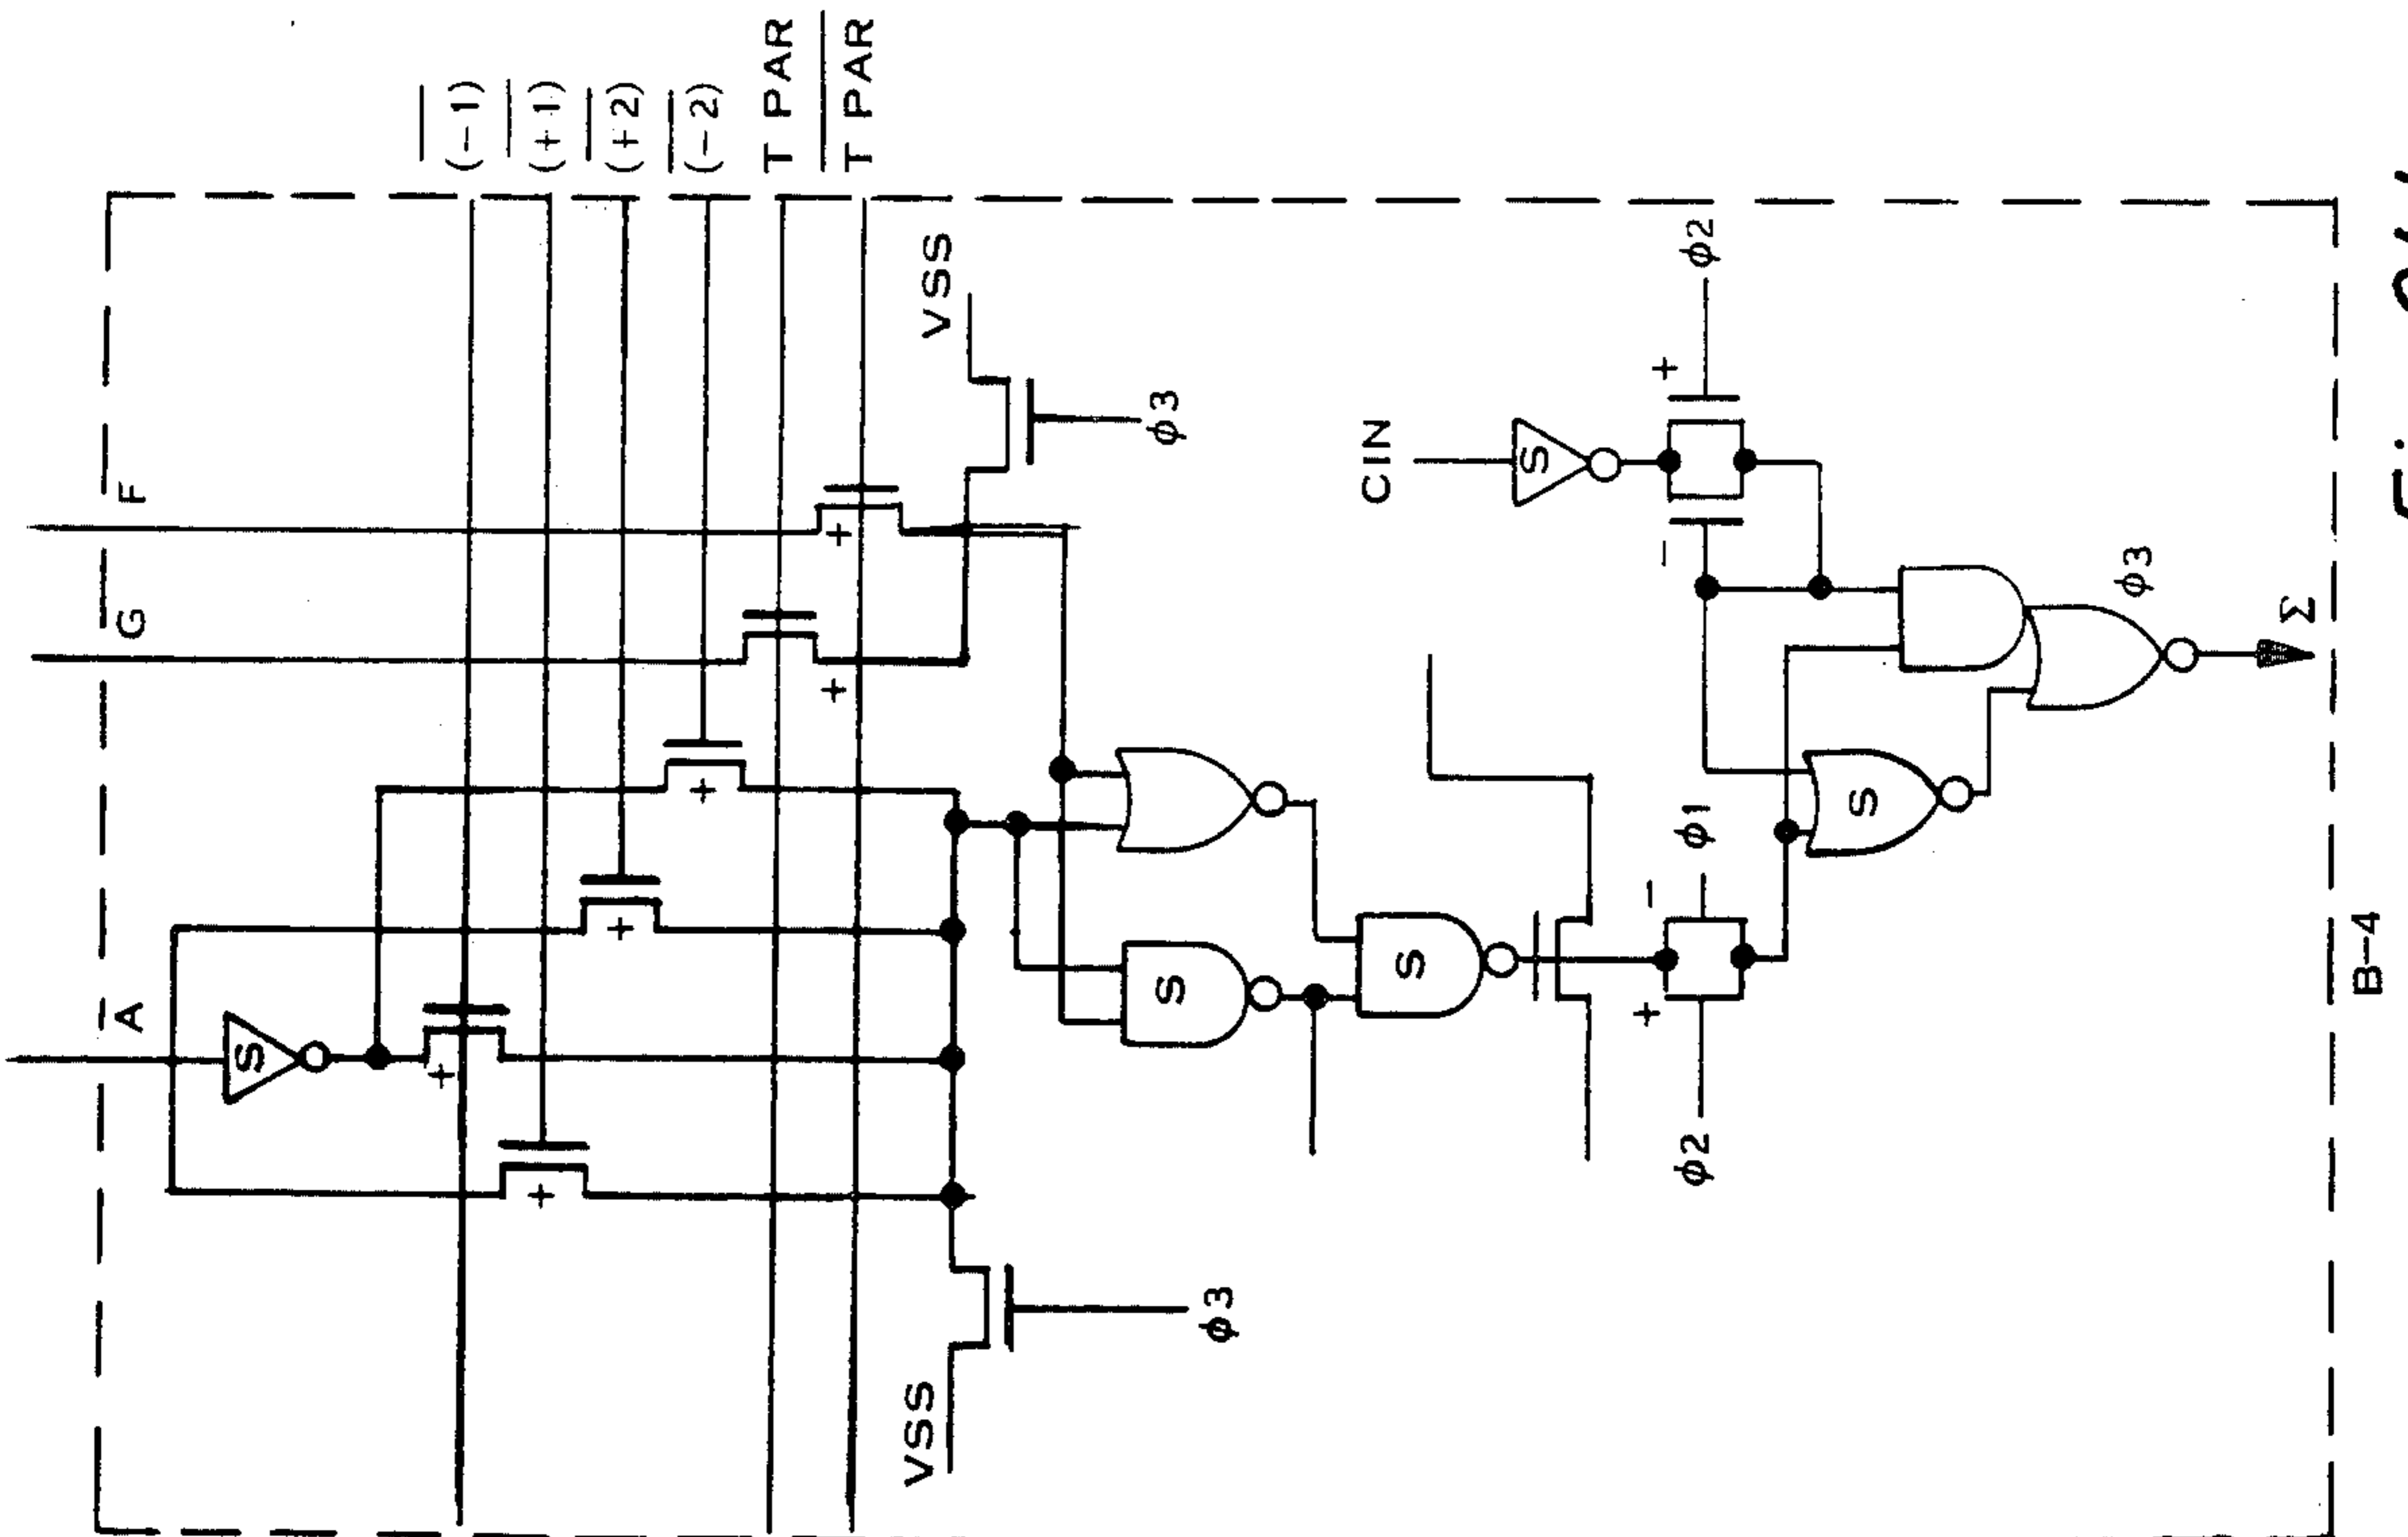 (-1)
(+1)
(+2)
(-2)
T PAR
T PAR
F
G
A
S
+
+
+
+
+
+
VSS
φ3
VSS
φ3
S
S
CIN
S
+
-
φ2
φ2
+
-
φ1
S
φ3
Σ
B-4